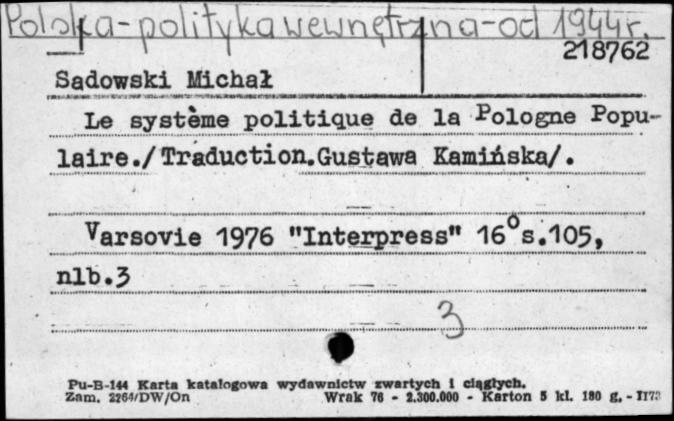 Polska-polityka wewnętrzna-od 1944r.
218762
Sadowski Michał
Le système politique de la Pologne Popu-
laire./Traduction.Gustawa Kamińska/.
Varsovie 1976 "Interpress" 16⁰s.105,
nlb.3
3
Pu-B-144 Karta katalogowa wydawnictw zwartych i ciągłych.
Zam. 2264/DW/On Wrak 76 - 2.300.000 - Karton 5 kl. 180 g. -